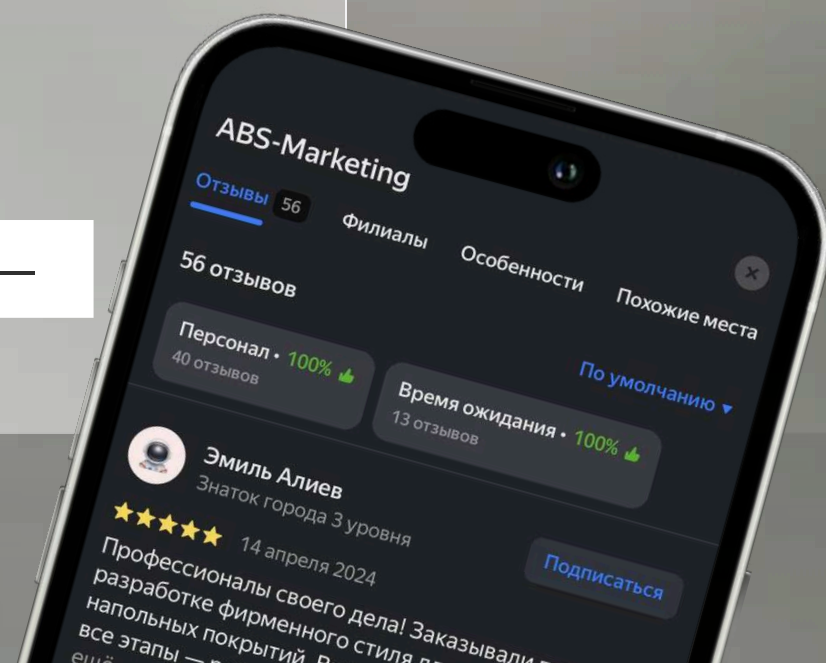 ABS-Marketing
Отзывы 56 Филиалы Особенности Похожие места
56 отзывов
По умолчанию
Персонал • 100%
40 отзывов
Время ожидания • 100%
13 отзывов
Эмиль Алиев
Знаток города 3 уровня
Подписаться
14 апреля 2024
Профессионалы своего дела! Заказывали
разработке фирменного стиля
напольных покрытий.
все этапы —
ещё